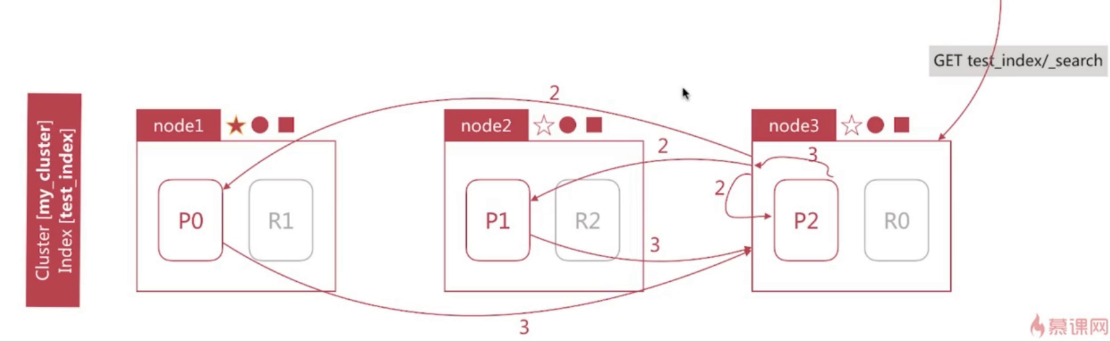 GET test_index/_search
2
node1
node2
node3
2
3
2
P0
R1
P1
R2
P2
R0
3
3
Cluster [my_cluster]
Index [test_index]
慕课网